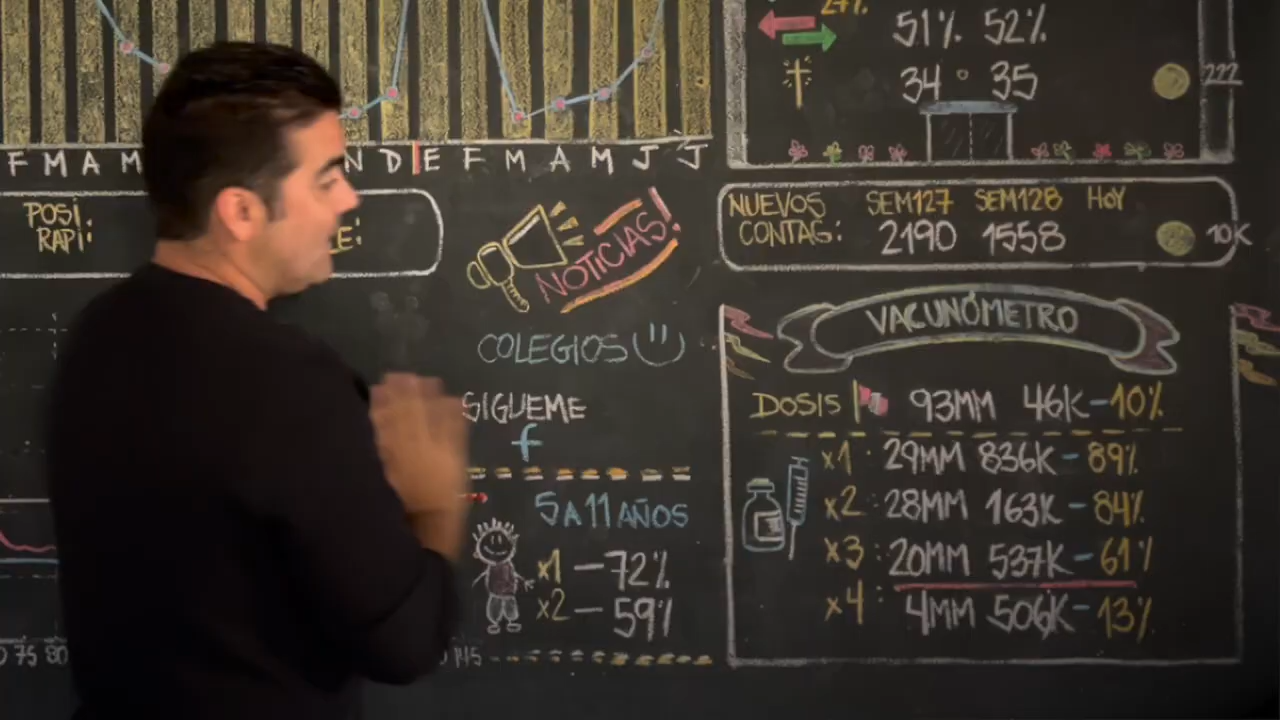 27%
51% 52%
34 35
222
F M A M N D E F M A M J J
POSI.
RAPI:
NOTICIAS!
COLEGIOS
SIGUEME
f
5 A 11 AÑOS
x1 - 72%
x2 - 59%
75 80
145
NUEVOS SEM127 SEM128 HOY
CONTAG: 2190 1558 10K
VACUNÓMETRO
DOSIS 93MM 46K - 10%
x1: 29MM 836K - 89%
x2: 28MM 163K - 84%
x3: 20MM 537K - 61%
x4: 4MM 506K - 13%